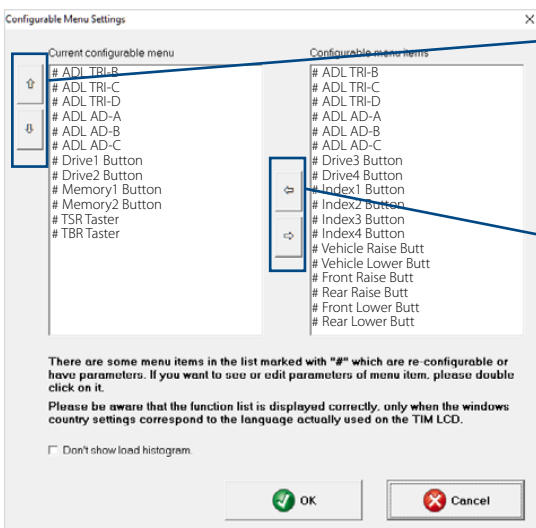 Configurable Menu Settings
Current configurable menu
# ADL TRI-B
# ADL TRI-C
# ADL TRI-D
# ADL AD-A
# ADL AD-B
# ADL AD-C
# Drive1 Button
# Drive2 Button
# Memory1 Button
# Memory2 Button
# TSR Taster
# TBR Taster
Configurable menu items
# ADL TRI-B
# ADL TRI-C
# ADL TRI-D
# ADL AD-A
# ADL AD-B
# ADL AD-C
# Drive3 Button
# Drive4 Button
# Index1 Button
# Index2 Button
# Index3 Button
# Index4 Button
# Vehicle Raise Butt
# Vehicle Lower Butt
# Front Raise Butt
# Rear Raise Butt
# Front Lower Butt
# Rear Lower Butt
There are some menu items in the list marked with "#" which are re-configurable or
have parameters. If you want to see or edit parameters of menu item, please double
click on it.
Please be aware that the function list is displayed correctly, only when the windows
country settings correspond to the language actually used on the TIM LCD.
Don't show load histogram.
OK
Cancel